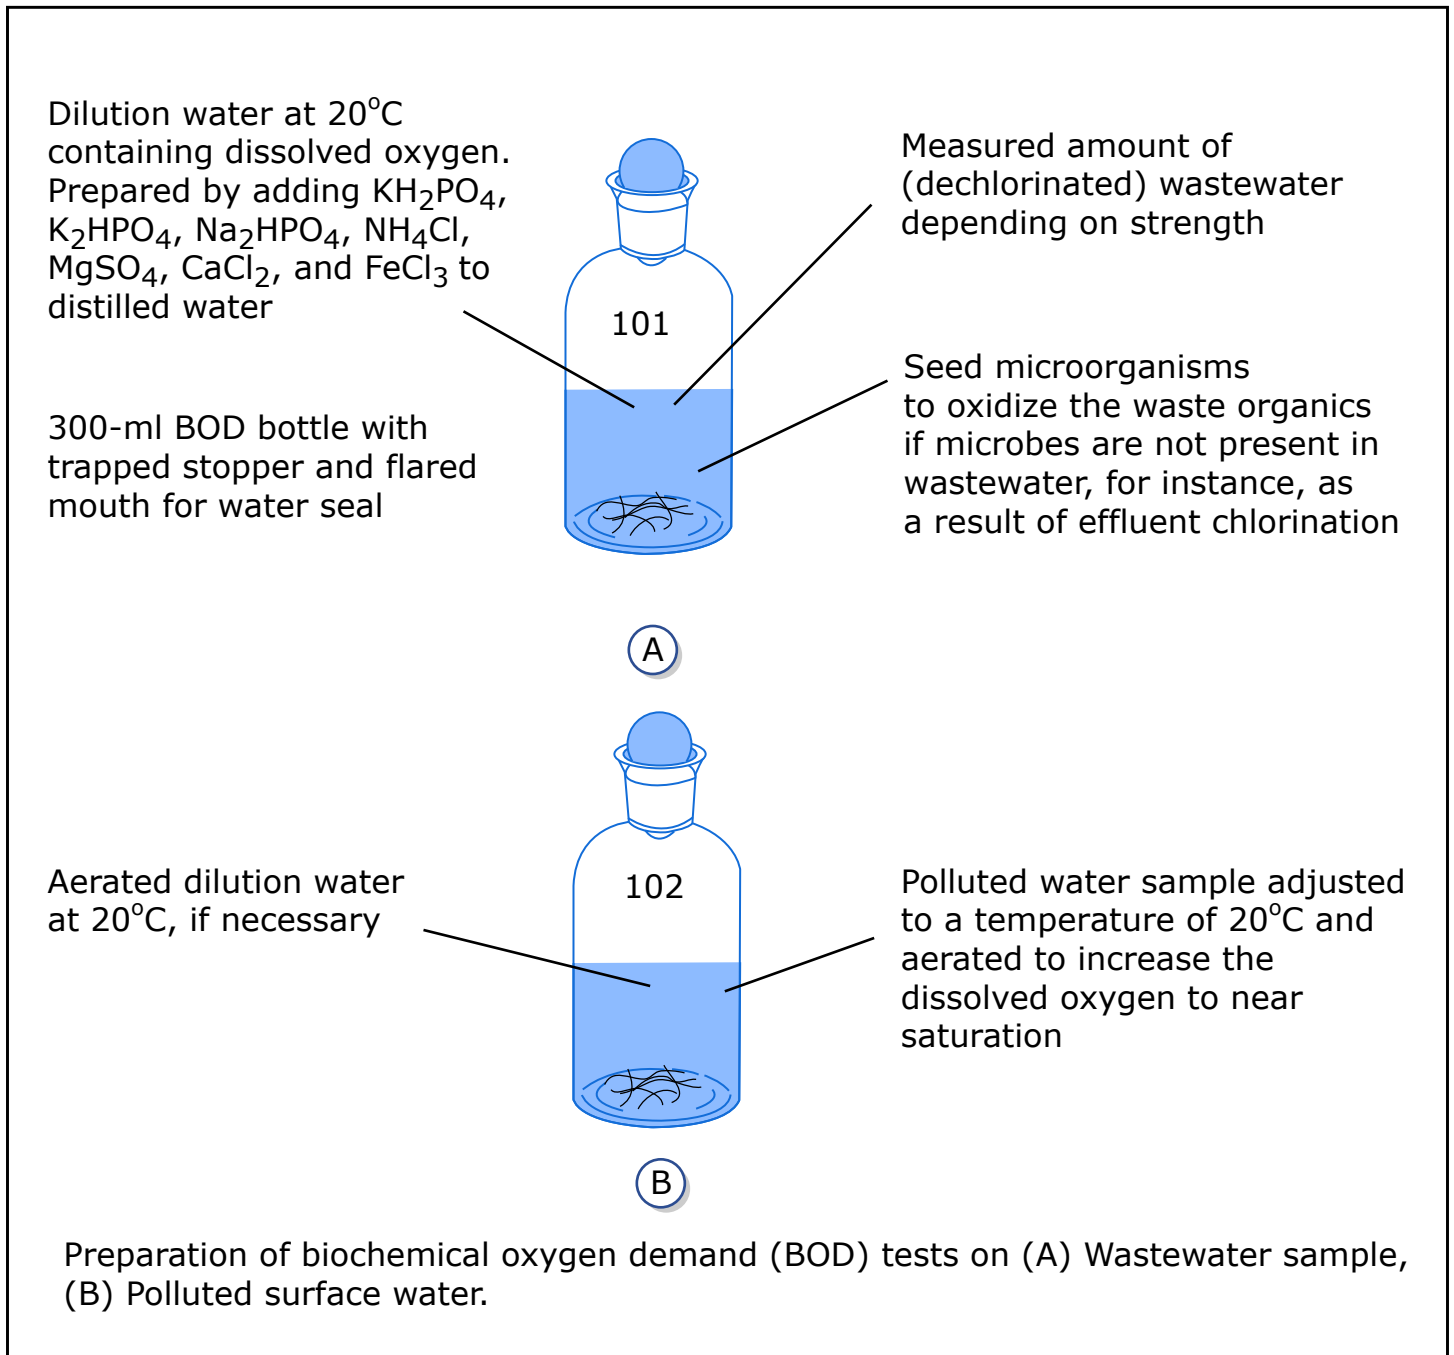 Dilution water at 20°C
containing dissolved oxygen.
Prepared by adding KH₂PO₄,
K₂HPO₄, Na₂HPO₄, NH₄Cl,
MgSO₄, CaCl₂, and FeCl₃ to
distilled water
300-ml BOD bottle with
trapped stopper and flared
mouth for water seal
101
Measured amount of
(dechlorinated) wastewater
depending on strength
Seed microorganisms
to oxidize the waste organics
if microbes are not present in
wastewater, for instance, as
a result of effluent chlorination
A
Aerated dilution water
at 20°C, if necessary
102
Polluted water sample adjusted
to a temperature of 20°C and
aerated to increase the
dissolved oxygen to near
saturation
B
Preparation of biochemical oxygen demand (BOD) tests on (A) Wastewater sample,
(B) Polluted surface water.